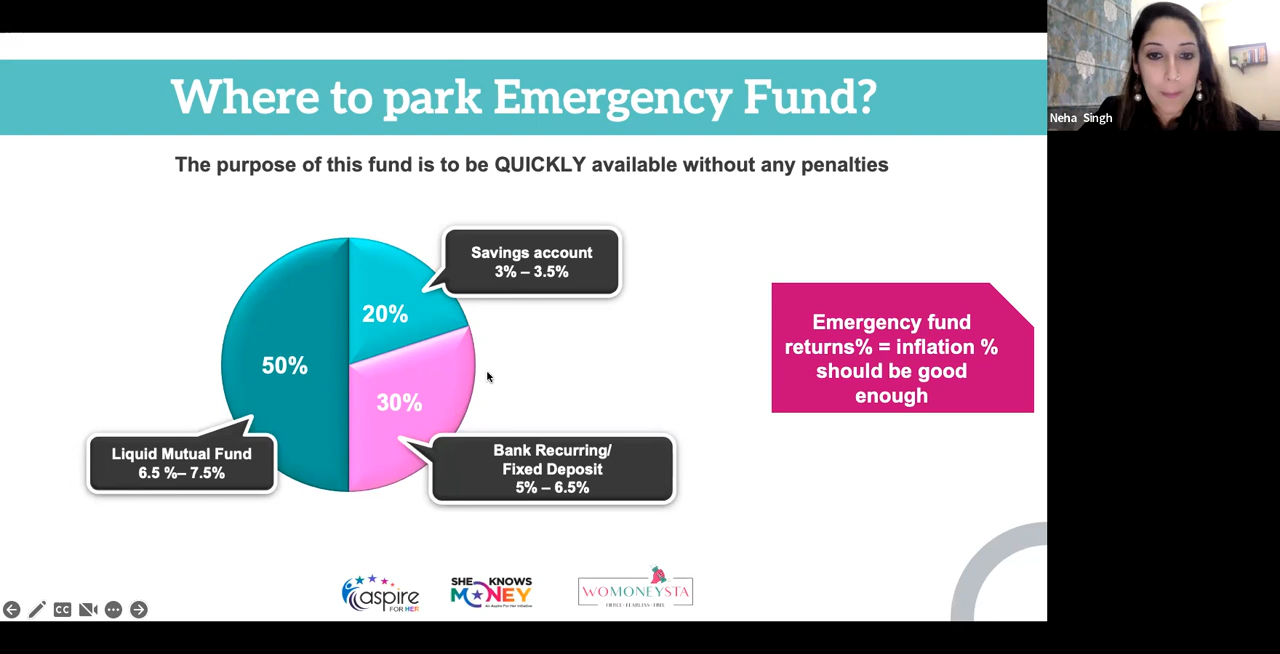 Where to park Emergency Fund?
Neha Singh
The purpose of this fund is to be QUICKLY available without any penalties
Savings account
3% – 3.5%
20%
50%
30%
Emergency fund
returns% = inflation %
should be good
enough
Liquid Mutual Fund
6.5 %– 7.5%
Bank Recurring/
Fixed Deposit
5% – 6.5%
aspire
FOR HER
SHE KNOWS
MONEY
An Aspire For Her Initiative
WOMONEYSTA
FIERCE · FEARLESS · FREE
CC